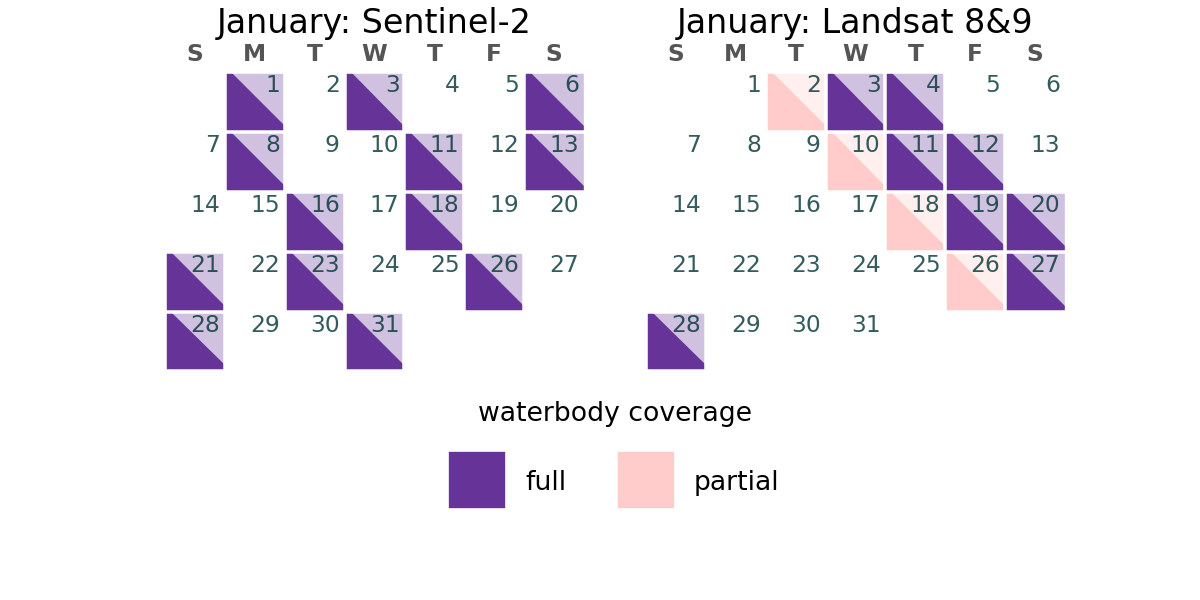 January: Sentinel-2
S M T W T F S
1 2 3 4 5 6
7 8 9 10 11 12 13
14 15 16 17 18 19 20
21 22 23 24 25 26 27
28 29 30 31
January: Landsat 8&9
S M T W T F S
1 2 3 4 5 6
7 8 9 10 11 12 13
14 15 16 17 18 19 20
21 22 23 24 25 26 27
28 29 30 31
waterbody coverage
full partial